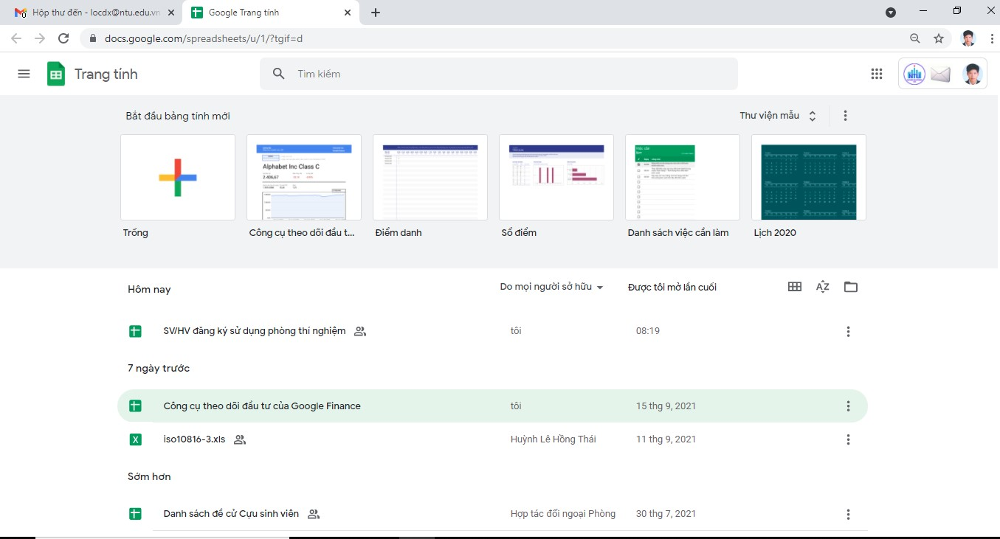 Hộp thư đến - locdx@ntu.edu.vn
Google Trang tính
docs.google.com/spreadsheets/u/1/?tgif=d
Trang tính
Tìm kiếm
NTU
Bắt đầu bảng tính mới
Thư viện mẫu
Alphabet Inc Class C
2.406,67
Việc cần
làm
Trống
Công cụ theo dõi đầu t...
Điểm danh
Sổ điểm
Danh sách việc cần làm
Lịch 2020
Hôm nay
Do mọi người sở hữu
Được tôi mở lần cuối
AZ
SV/HV đăng ký sử dụng phòng thí nghiệm
tôi
08:19
7 ngày trước
Công cụ theo dõi đầu tư của Google Finance
tôi
15 thg 9, 2021
X
iso10816-3.xls
Huỳnh Lê Hồng Thái
11 thg 9, 2021
Sớm hơn
Danh sách đề cử Cựu sinh viên
Hợp tác đối ngoại Phòng
30 thg 7, 2021